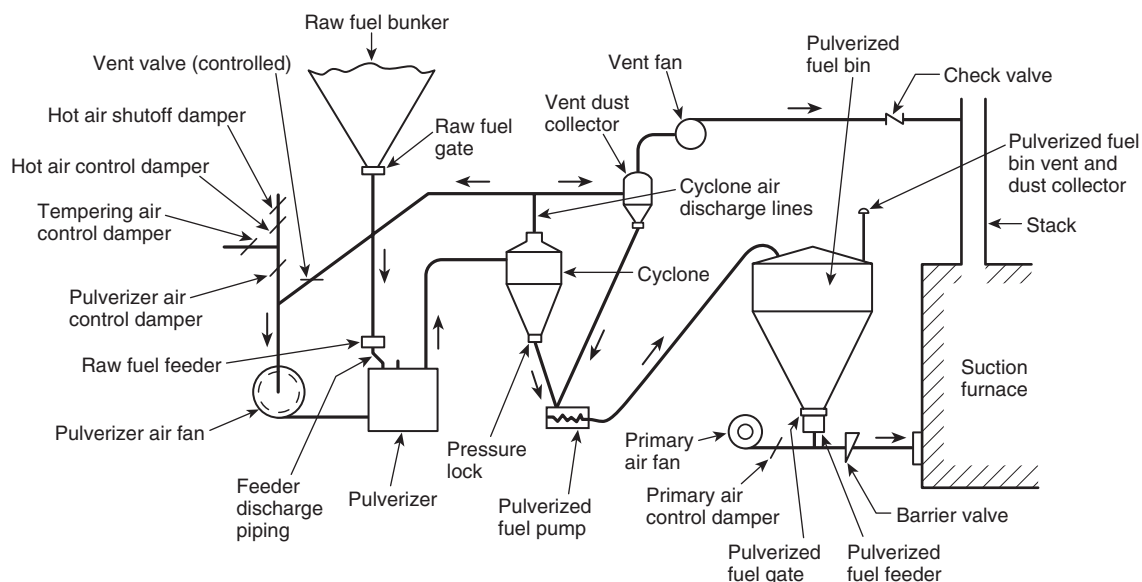 Raw fuel bunker
Vent valve (controlled)
Hot air shutoff damper
Hot air control damper
Tempering air
control damper
Pulverizer air
control damper
Raw fuel feeder
Pulverizer air fan
Feeder
discharge
piping
Pulverizer
Raw fuel
gate
Vent dust
collector
Vent fan
Cyclone air
discharge lines
Cyclone
Pressure
lock
Pulverized
fuel pump
Pulverized
fuel bin
Check valve
Pulverized fuel
bin vent and
dust collector
Stack
Suction
furnace
Primary
air fan
Primary air
control damper
Barrier valve
Pulverized
fuel gate
Pulverized
fuel feeder